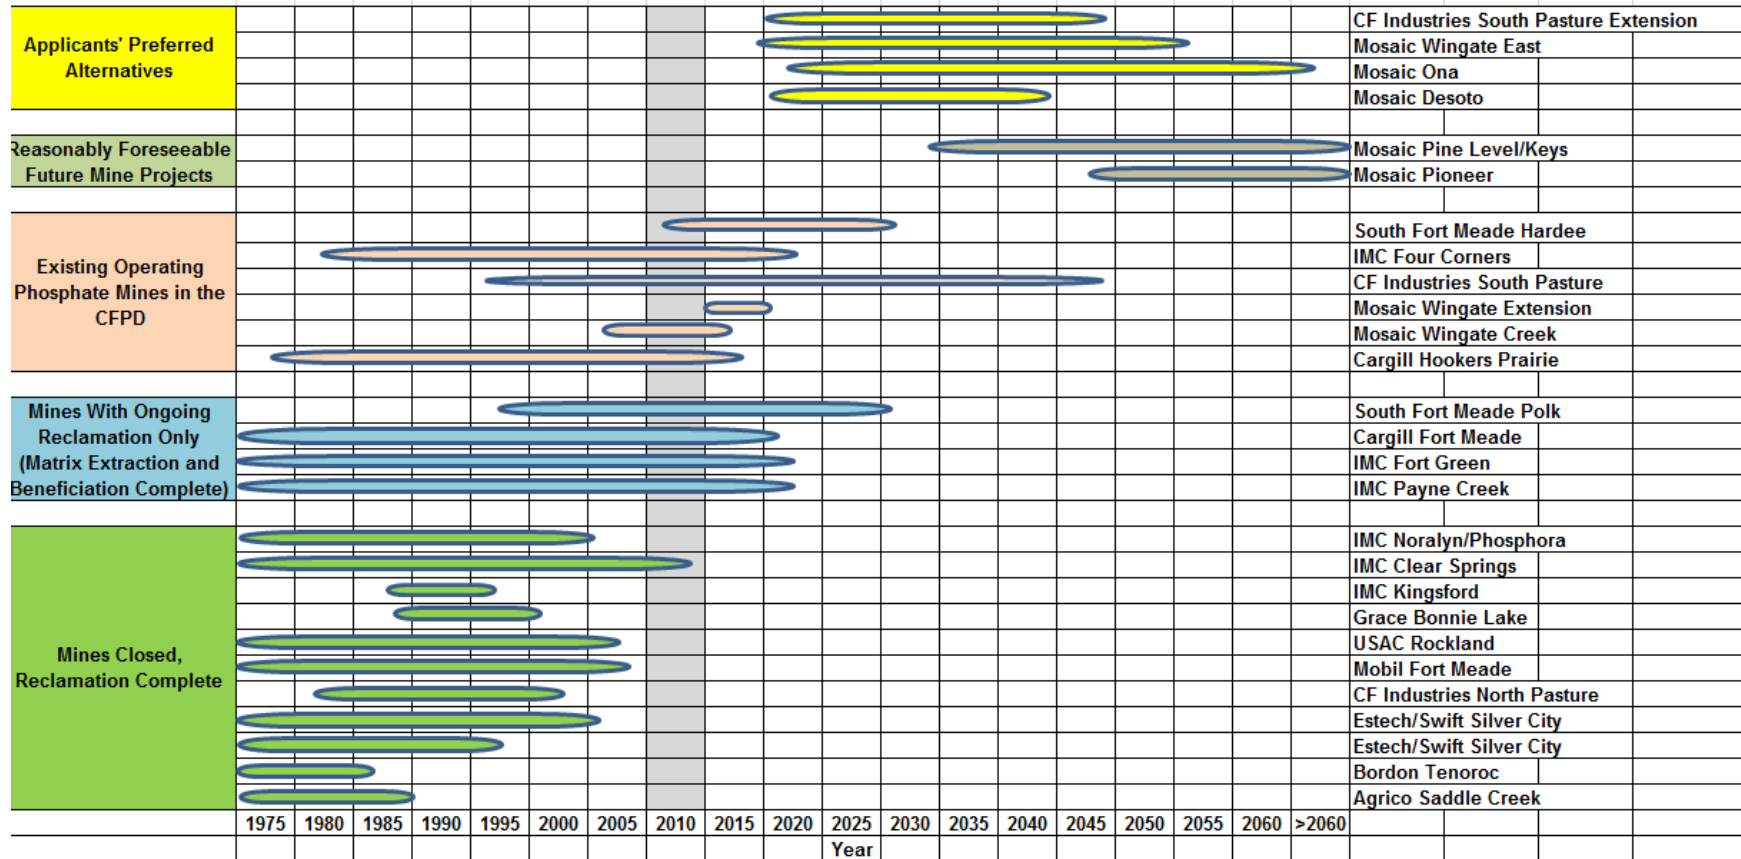 Applicants' Preferred
Alternatives
CF Industries South Pasture Extension
Mosaic Wingate East
Mosaic Ona
Mosaic Desoto
Reasonably Foreseeable
Future Mine Projects
Mosaic Pine Level/Keys
Mosaic Pioneer
Existing Operating
Phosphate Mines in the
CFPD
South Fort Meade Hardee
IMC Four Corners
CF Industries South Pasture
Mosaic Wingate Extension
Mosaic Wingate Creek
Cargill Hookers Prairie
Mines With Ongoing
Reclamation Only
(Matrix Extraction and
Beneficiation Complete)
South Fort Meade Polk
Cargill Fort Meade
IMC Fort Green
IMC Payne Creek
Mines Closed,
Reclamation Complete
IMC Noralyn/Phosphora
IMC Clear Springs
IMC Kingsford
Grace Bonnie Lake
USAC Rockland
Mobil Fort Meade
CF Industries North Pasture
Estech/Swift Silver City
Estech/Swift Silver City
Bordon Tenoroc
Agrico Saddle Creek
1975 1980 1985 1990 1995 2000 2005 2010 2015 2020 2025 2030 2035 2040 2045 2050 2055 2060 >2060
Year